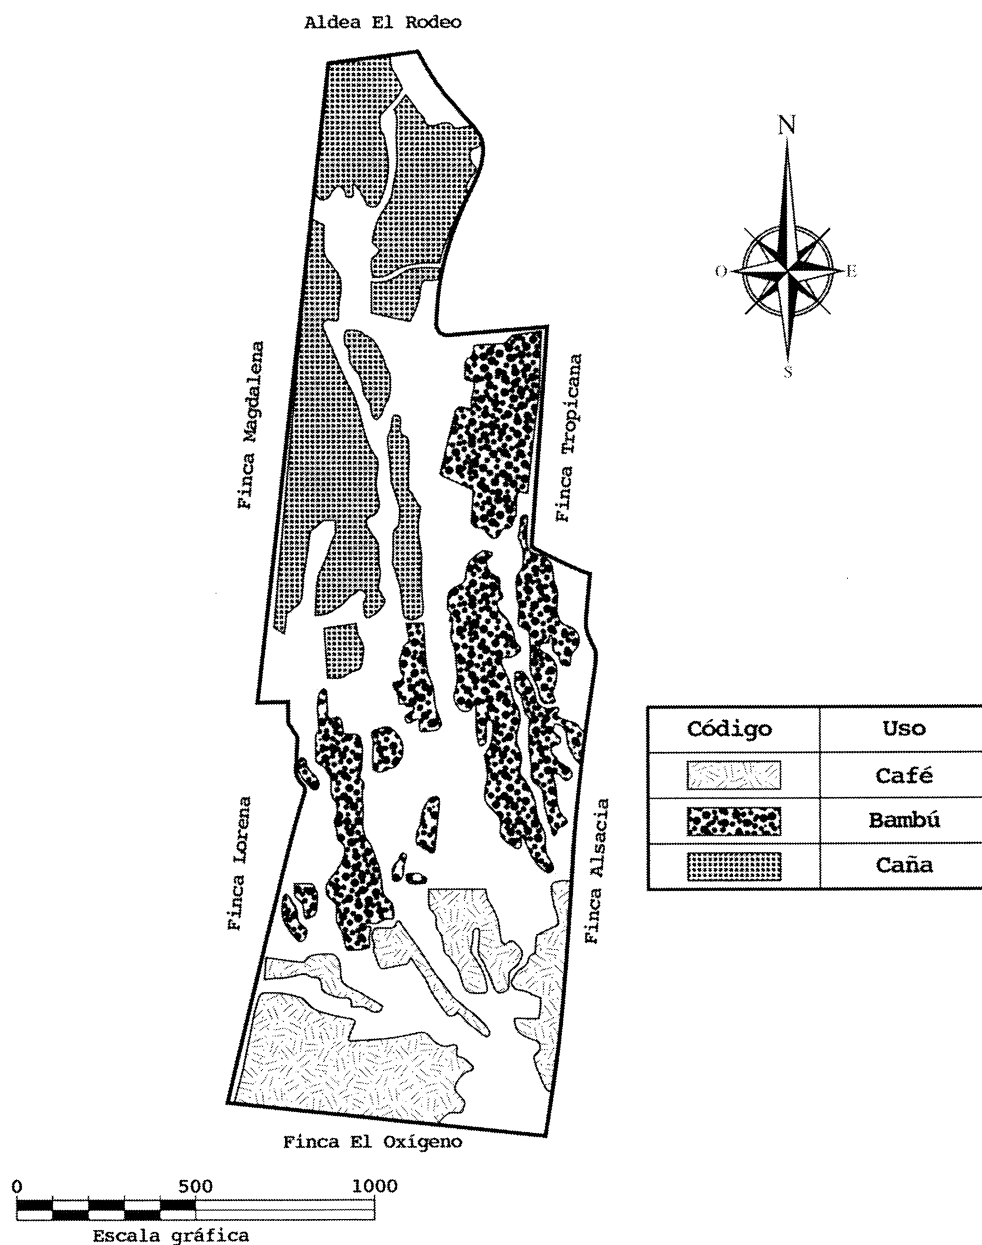 Aldea El Rodeo
N
O
E
S
Finca Magdalena
Finca Tropicana
Código Uso
Café
Bambú
Caña
Finca Lorena
Finca Alsacia
Finca El Oxígeno
0 500 1000
Escala gráfica